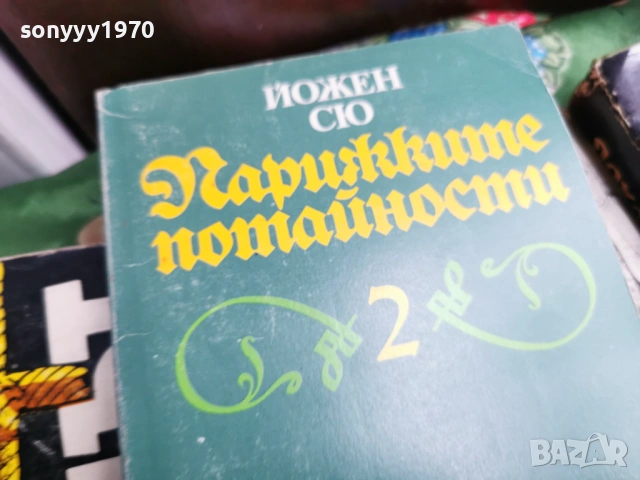 sonyyy1970
ЙОЖЕН
СЮ
Парижките
потайности
2
BAZAR